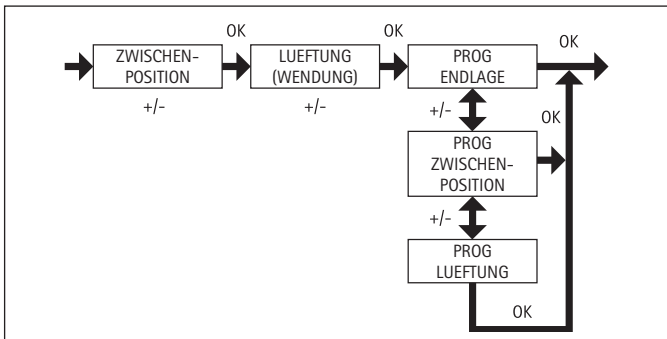 OK
OK
OK
ZWISCHEN-
POSITION
LUEFTUNG
(WENDUNG)
PROG
ENDLAGE
+/-
+/-
+/-
OK
PROG
ZWISCHEN-
POSITION
+/-
PROG
LUEFTUNG
OK